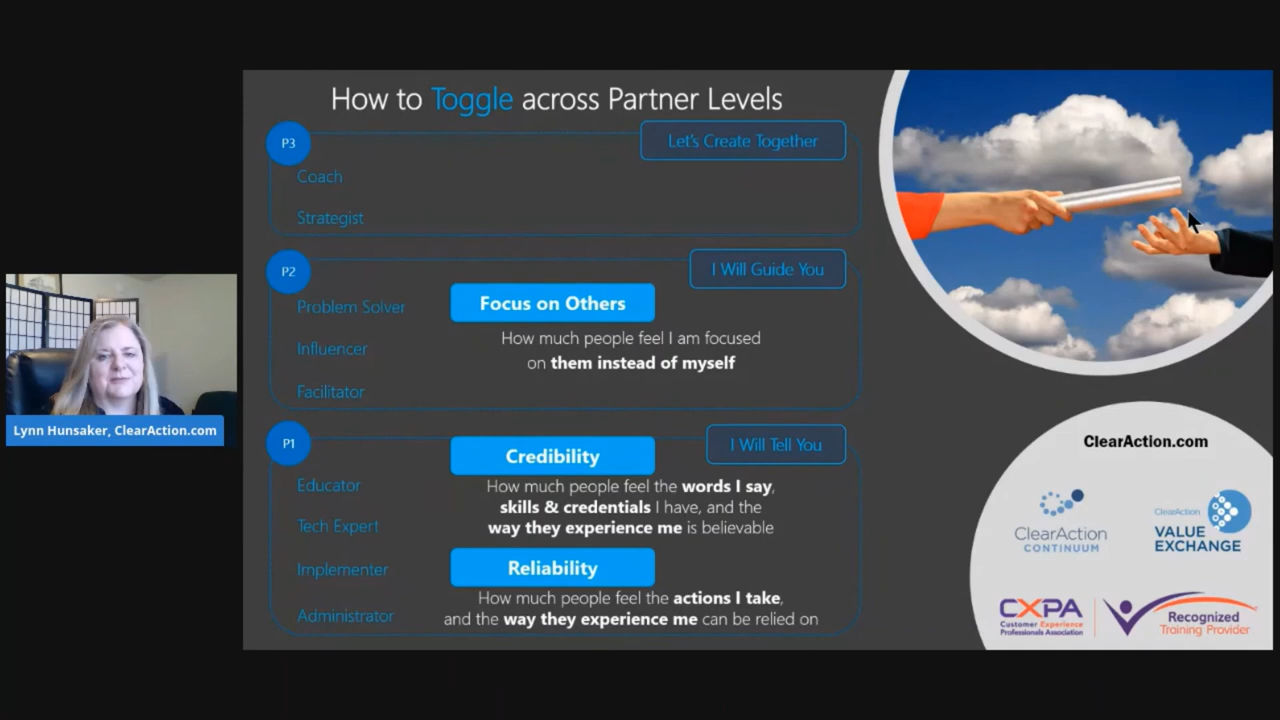 How to Toggle across Partner Levels
P3
Let's Create Together
Coach
Strategist
P2
I Will Guide You
Problem Solver
Focus on Others
How much people feel I am focused
on them instead of myself
Influencer
Facilitator
P1
I Will Tell You
Credibility
Educator
How much people feel the words I say,
skills & credentials I have, and the
way they experience me is believable
Tech Expert
Implementer
Reliability
How much people feel the actions I take,
and the way they experience me can be relied on
Administrator
Lynn Hunsaker, ClearAction.com
ClearAction.com
ClearAction
CONTINUUM
ClearAction
VALUE
EXCHANGE
CXPA
Customer Experience
Professionals Association
Recognized
Training Provider